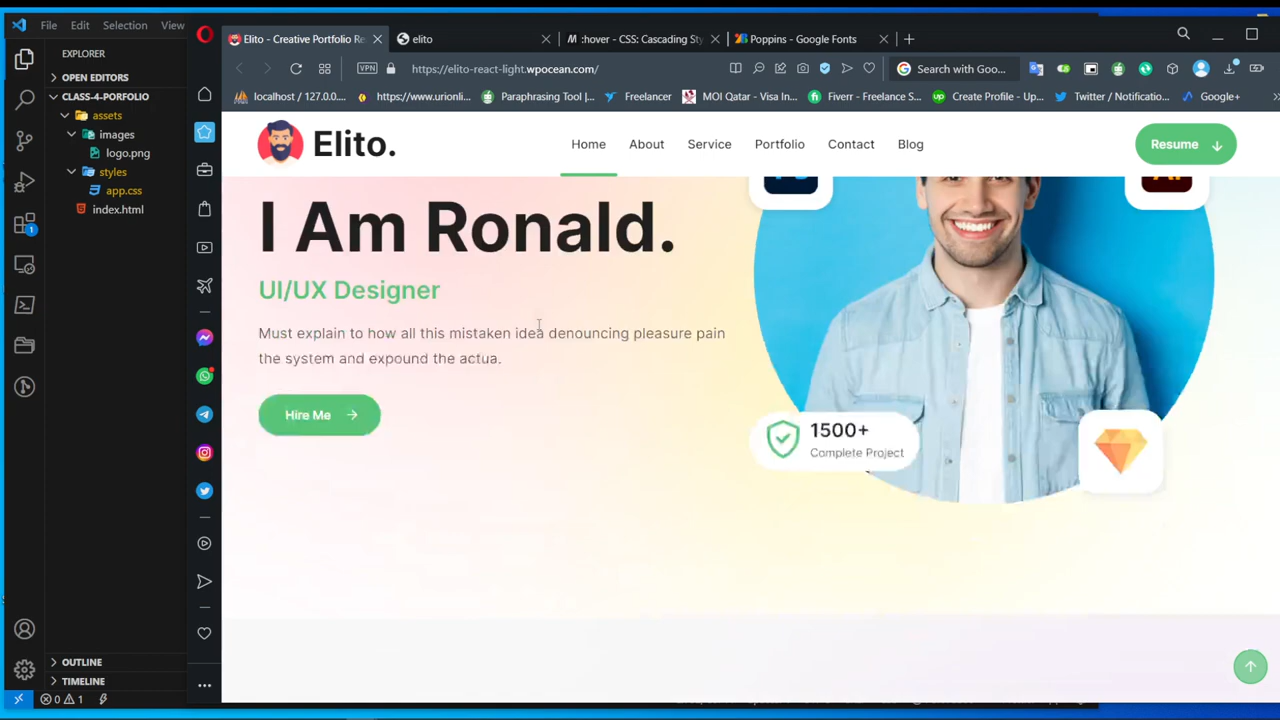 File Edit Selection View
Elito - Creative Portfolio Re
elito
:hover - CSS: Cascading Sty
Poppins - Google Fonts
EXPLORER
OPEN EDITORS
CLASS-4-PORFOLIO
assets
images
logo.png
styles
app.css
index.html
OUTLINE
TIMELINE
0 1
1
VPN
https://elito-react-light.wpocean.com/
Search with Goo...
localhost / 127.0.0...
https://www.urionli...
Paraphrasing Tool |...
Freelancer
MOI Qatar - Visa In...
Fiverr - Freelance S...
Create Profile - Up...
Twitter / Notificatio...
Google+
Elito.
Home About Service Portfolio Contact Blog
Resume
I Am Ronald.
UI/UX Designer
Must explain to how all this mistaken idea denouncing pleasure pain
the system and expound the actua.
Hire Me
1500+
Complete Project